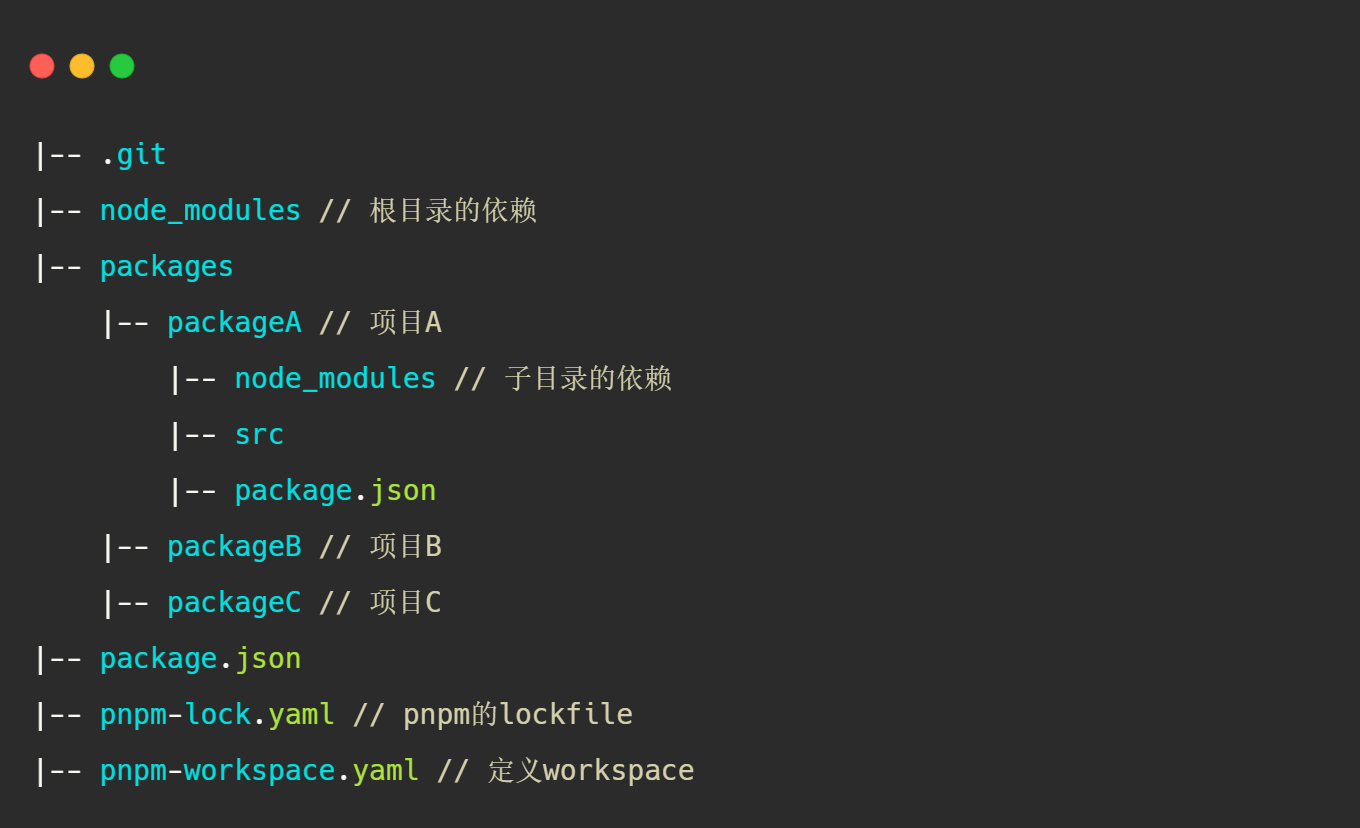 |-- .git
|-- node_modules // 根目录的依赖
|-- packages
    |-- packageA // 项目A
        |-- node_modules // 子目录的依赖
        |-- src
        |-- package.json
    |-- packageB // 项目B
    |-- packageC // 项目C
|-- package.json
|-- pnpm-lock.yaml // pnpm的lockfile
|-- pnpm-workspace.yaml // 定义workspace